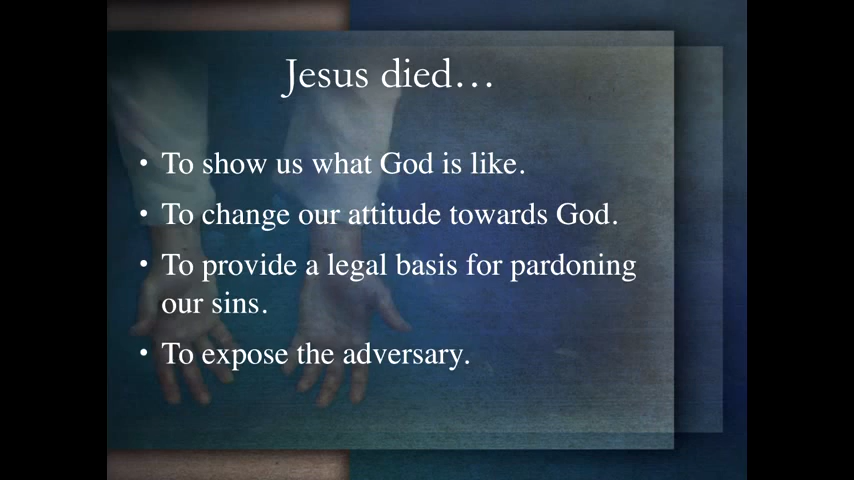 Jesus died…
• To show us what God is like.
• To change our attitude towards God.
• To provide a legal basis for pardoning
our sins.
• To expose the adversary.